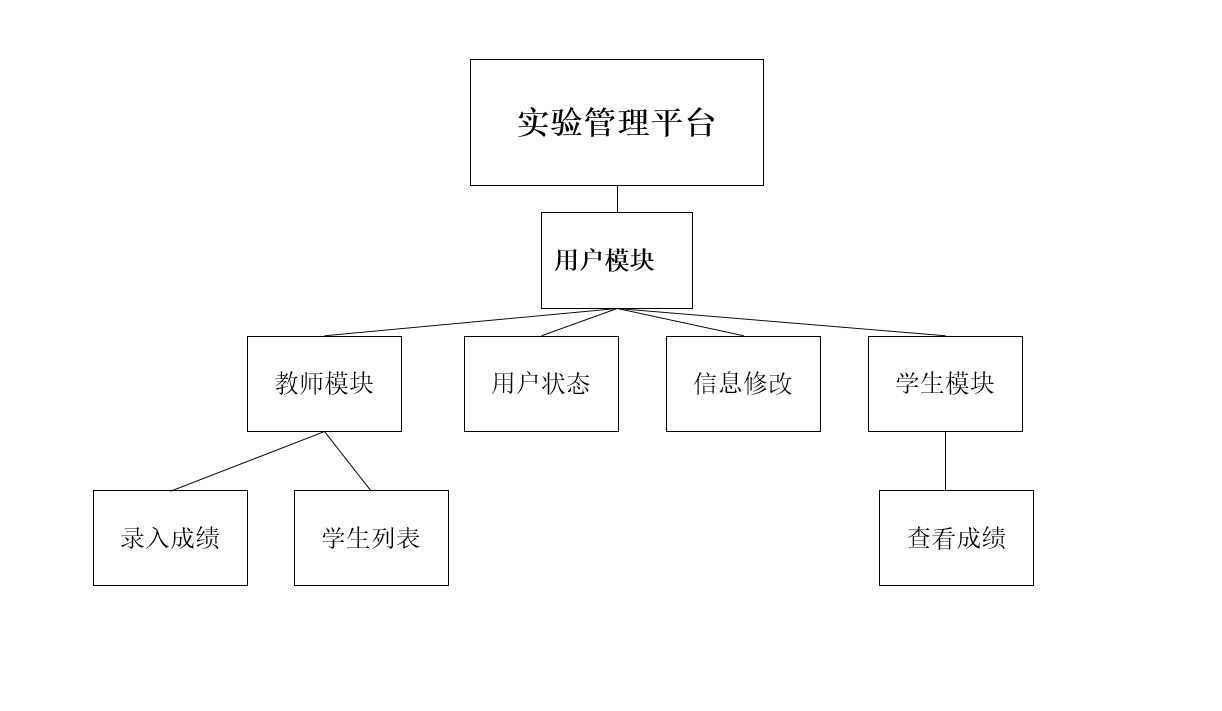 实验管理平台
用户模块
教师模块
用户状态
信息修改
学生模块
录入成绩
学生列表
查看成绩